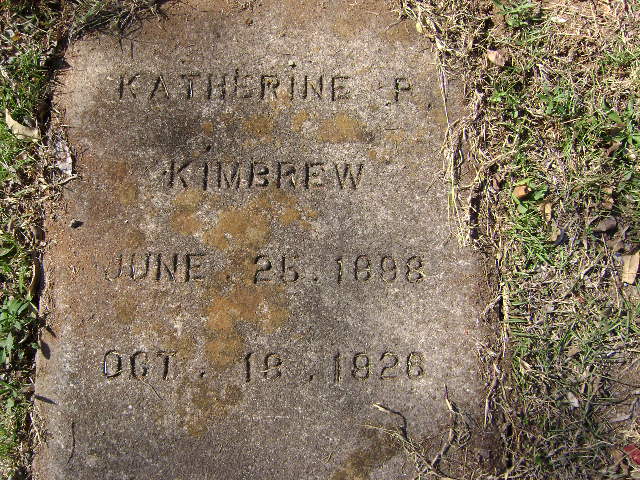 KATHERINE P.
KIMBREW
JUNE . 25 . 1898
OCT . 18 . 1926